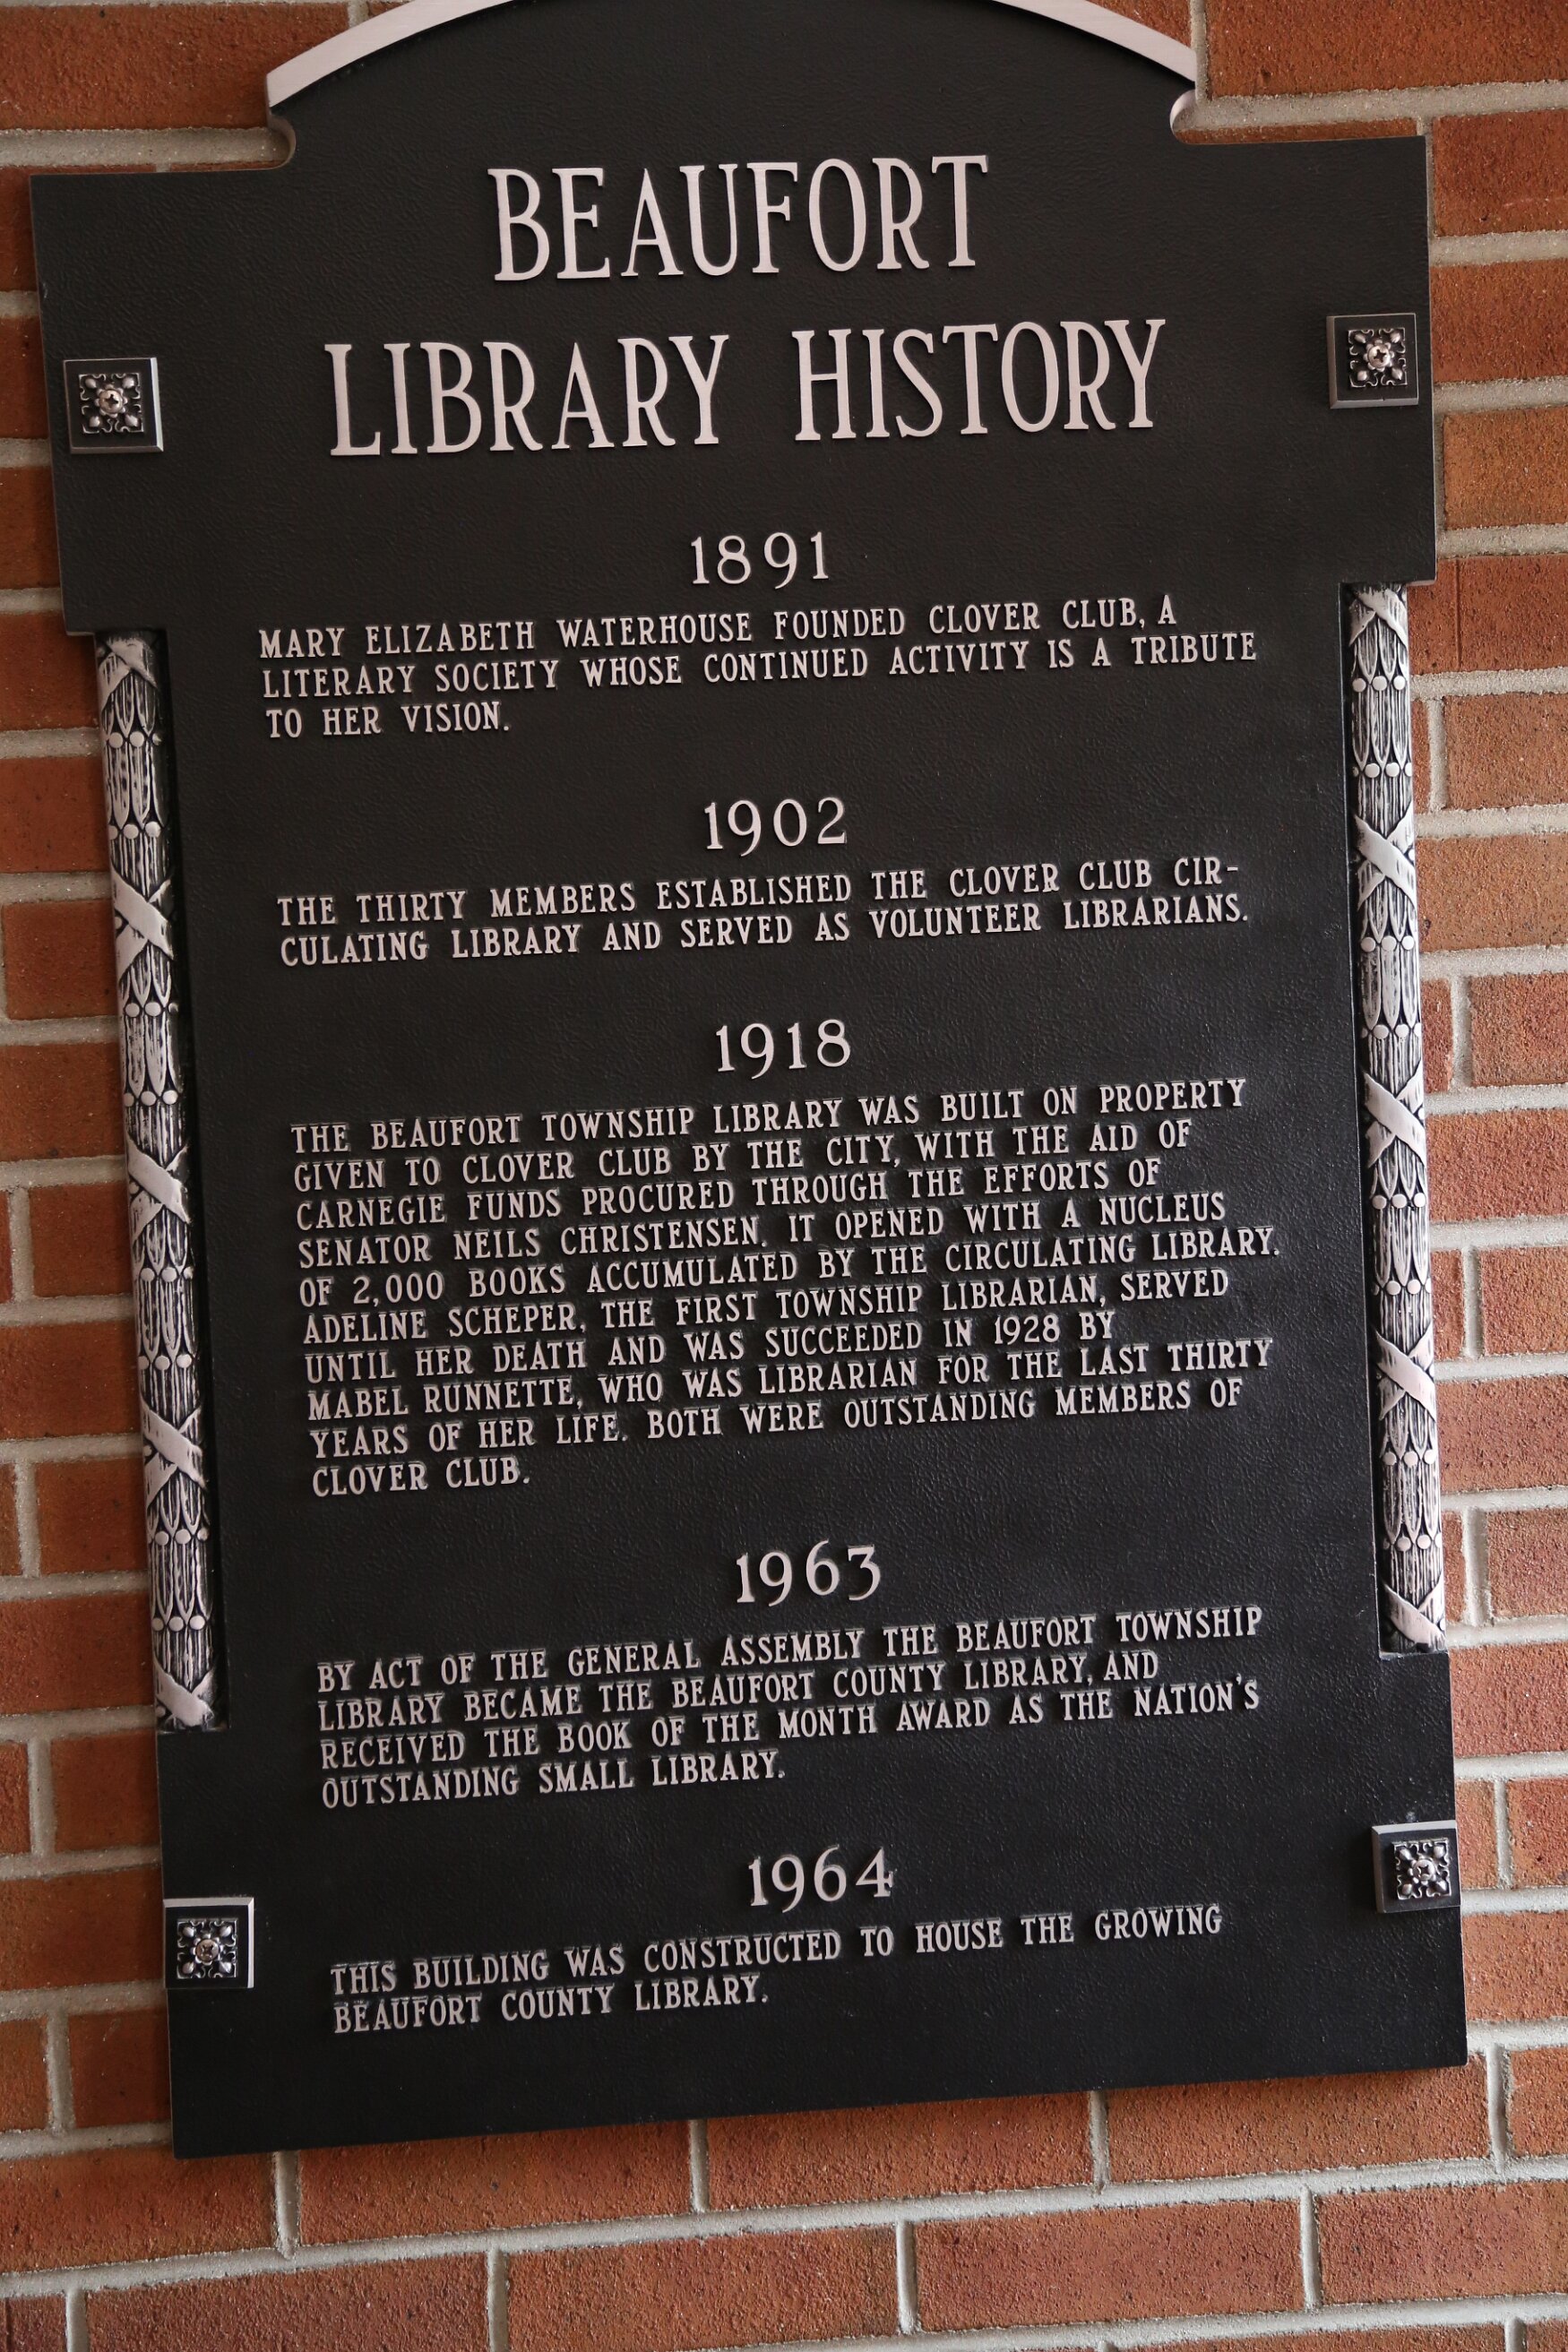 BEAUFORT
LIBRARY HISTORY
1891
MARY ELIZABETH WATERHOUSE FOUNDED CLOVER CLUB, A
LITERARY SOCIETY WHOSE CONTINUED ACTIVITY IS A TRIBUTE
TO HER VISION.
1902
THE THIRTY MEMBERS ESTABLISHED THE CLOVER CLUB CIR-
CULATING LIBRARY AND SERVED AS VOLUNTEER LIBRARIANS.
1918
THE BEAUFORT TOWNSHIP LIBRARY WAS BUILT ON PROPERTY
GIVEN TO CLOVER CLUB BY THE CITY, WITH THE AID OF
CARNEGIE FUNDS PROCURED THROUGH THE EFFORTS OF
SENATOR NEILS CHRISTENSEN. IT OPENED WITH A NUCLEUS
OF 2,000 BOOKS ACCUMULATED BY THE CIRCULATING LIBRARY.
ADELINE SCHEPER, THE FIRST TOWNSHIP LIBRARIAN, SERVED
UNTIL HER DEATH AND WAS SUCCEEDED IN 1928 BY
MABEL RUNNETTE, WHO WAS LIBRARIAN FOR THE LAST THIRTY
YEARS OF HER LIFE. BOTH WERE OUTSTANDING MEMBERS OF
CLOVER CLUB.
1963
BY ACT OF THE GENERAL ASSEMBLY THE BEAUFORT TOWNSHIP
LIBRARY BECAME THE BEAUFORT COUNTY LIBRARY, AND
RECEIVED THE BOOK OF THE MONTH AWARD AS THE NATION'S
OUTSTANDING SMALL LIBRARY.
1964
THIS BUILDING WAS CONSTRUCTED TO HOUSE THE GROWING
BEAUFORT COUNTY LIBRARY.